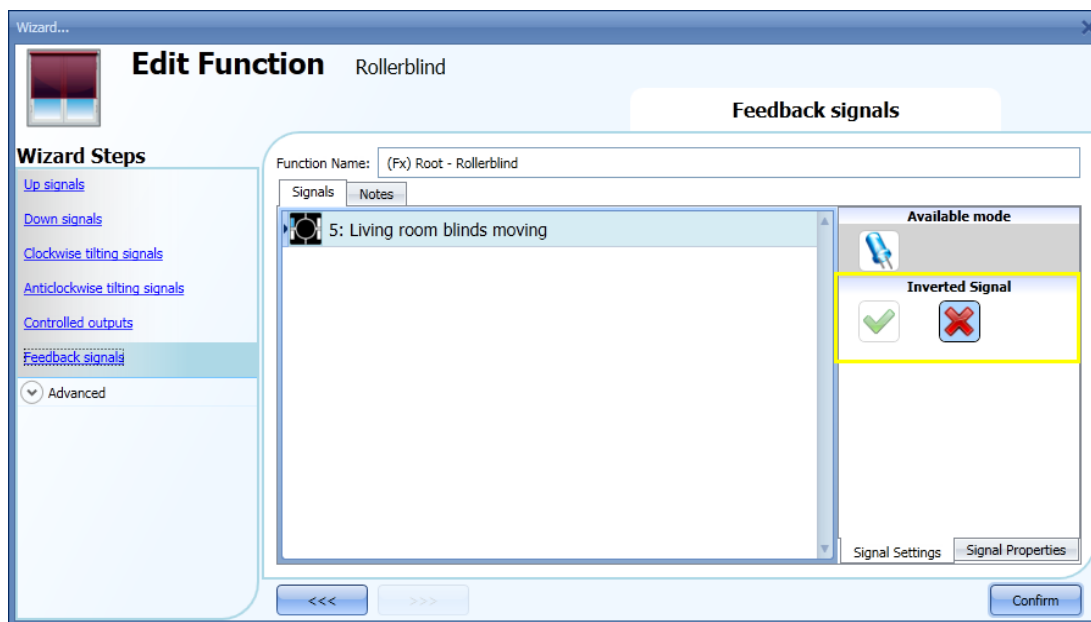 Wizard...
Edit Function Rollerblind
Feedback signals
Wizard Steps
Up signals
Down signals
Clockwise tilting signals
Anticlockwise tilting signals
Controlled outputs
Feedback signals
Advanced
Function Name: (Fx) Root - Rollerblind
Signals Notes
5: Living room blinds moving
Available mode
Inverted Signal
Signal Settings Signal Properties
<<< >>> Confirm